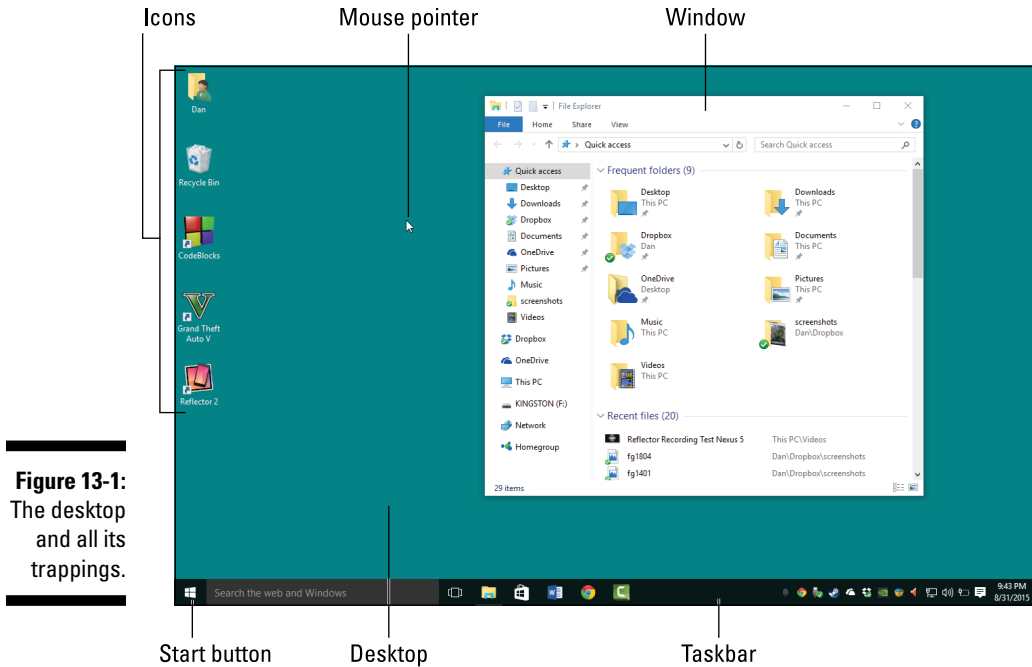 Icons
Mouse pointer
Window
Dan
Recycle Bin
CodeBlocks
Grand Theft
Auto V
Reflector 2
File Explorer
File Home Share View
Quick access
Search Quick access
Quick access
Desktop
Downloads
Dropbox
Documents
OneDrive
Pictures
Music
screenshots
Videos
Dropbox
OneDrive
This PC
KINGSTON (F:)
Network
Homegroup
Frequent folders (9)
Desktop
This PC
Downloads
This PC
Dropbox
Dan
Documents
This PC
OneDrive
Desktop
Pictures
This PC
Music
This PC
screenshots
Dan\Dropbox
Videos
This PC
Recent files (20)
Reflector Recording Test Nexus 5 This PC\Videos
fg1804 Dan\Dropbox\screenshots
fg1401 Dan\Dropbox\screenshots
29 items
Figure 13-1:
The desktop
and all its
trappings.
Search the web and Windows
9:43 PM
8/31/2015
Start button
Desktop
Taskbar